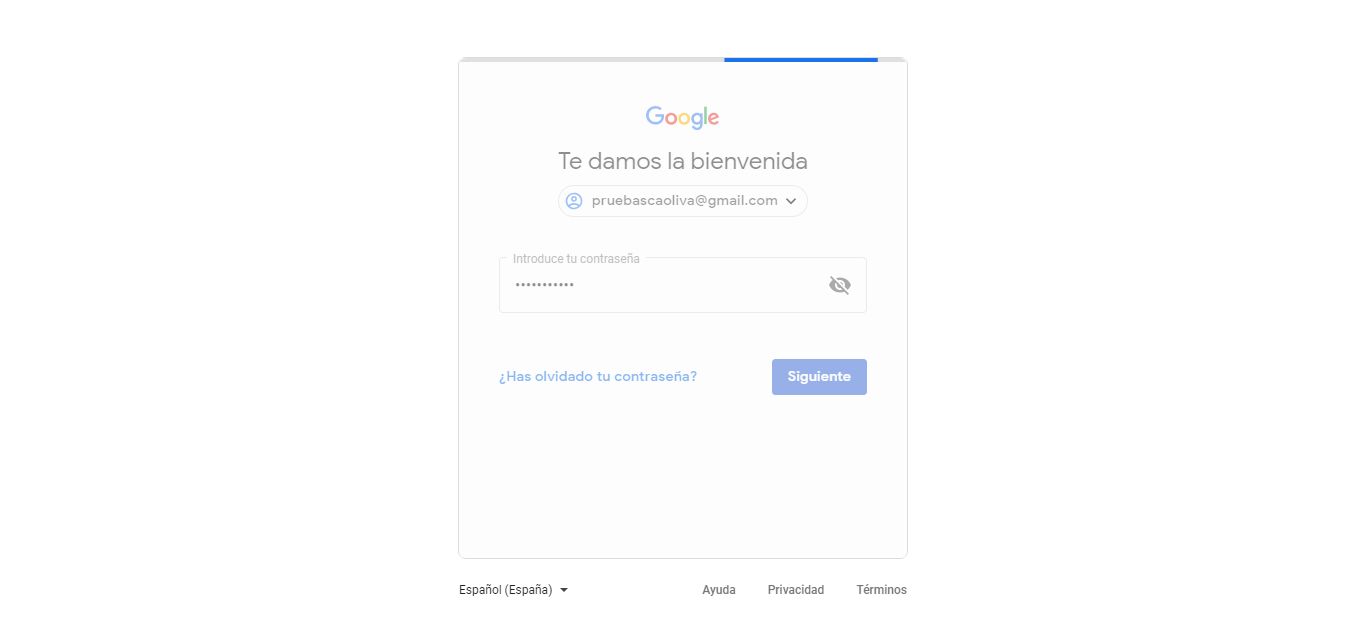 Google
Te damos la bienvenida
pruebascaoliva@gmail.com
Introduce tu contraseña
•••••••••••
¿Has olvidado tu contraseña? Siguiente
Español (España) Ayuda Privacidad Términos